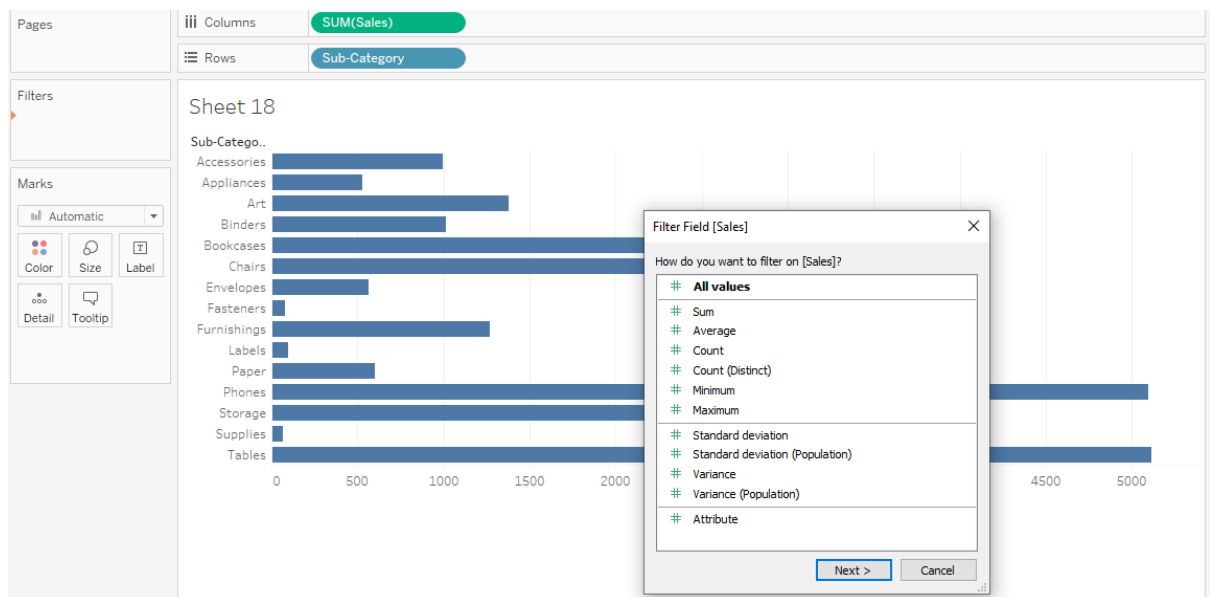 Pages
Columns
SUM(Sales)
Rows
Sub-Category
Filters
Marks
Automatic
Color
Size
Label
Detail
Tooltip
Sheet 18
Sub-Catego..
Accessories
Appliances
Art
Binders
Bookcases
Chairs
Envelopes
Fasteners
Furnishings
Labels
Paper
Phones
Storage
Supplies
Tables
0 500 1000 1500 2000 4500 5000
Filter Field [Sales]
How do you want to filter on [Sales]?
# All values
# Sum
# Average
# Count
# Count (Distinct)
# Minimum
# Maximum
# Standard deviation
# Standard deviation (Population)
# Variance
# Variance (Population)
# Attribute
Next >
Cancel